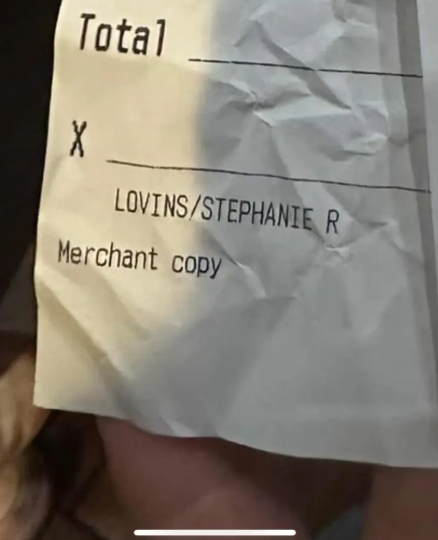 Total
X
LOVINS/STEPHANIE R
Merchant copy